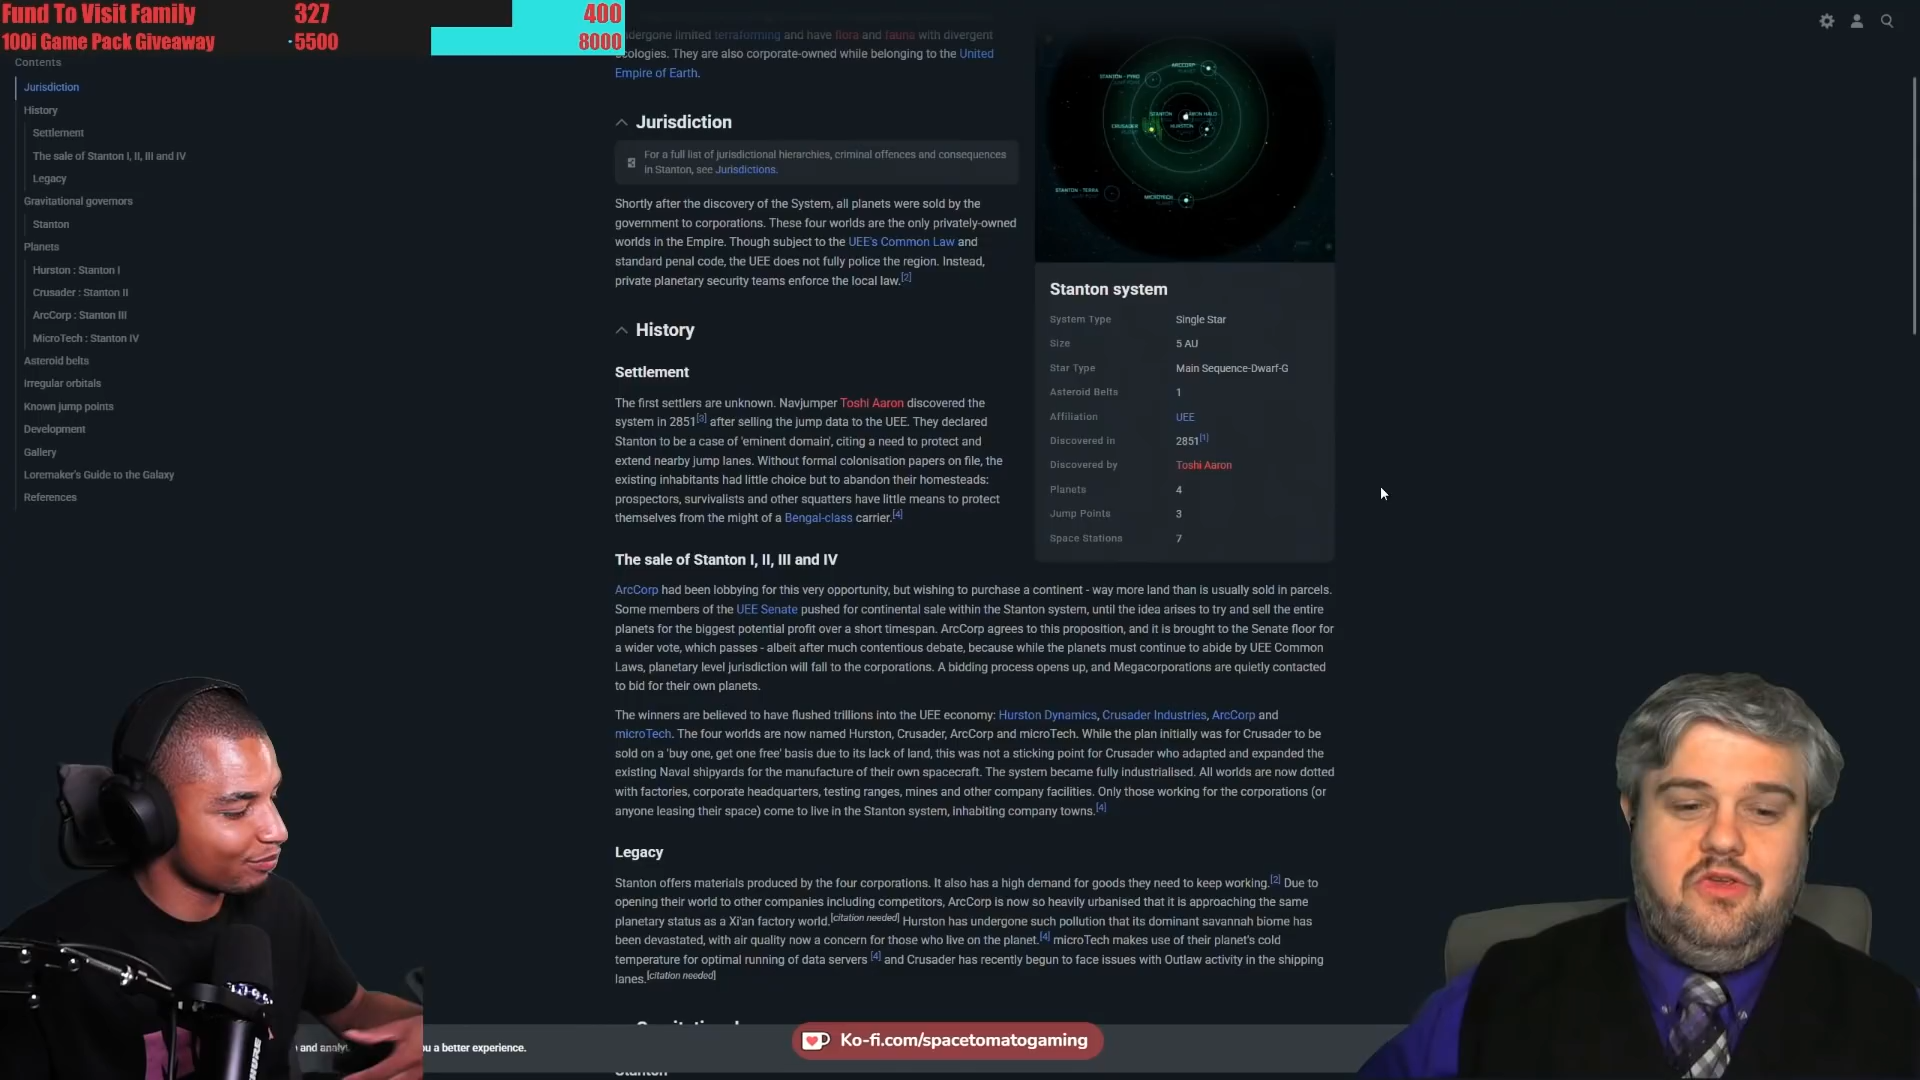 Fund To Visit Family 327 400
100i Game Pack Giveaway 5500 8000
Contents
Jurisdiction
History
Settlement
The sale of Stanton I, II, III and IV
Legacy
Gravitational governors
Stanton
Planets
Hurston : Stanton I
Crusader : Stanton II
ArcCorp : Stanton III
MicroTech : Stanton IV
Asteroid belts
Irregular orbitals
Known jump points
Development
Gallery
Loremaker's Guide to the Galaxy
References
undergone limited terraforming and have flora and fauna with divergent
ecologies. They are also corporate-owned while belonging to the United
Empire of Earth.
Jurisdiction
For a full list of jurisdictional hierarchies, criminal offences and consequences
in Stanton, see Jurisdictions.
Shortly after the discovery of the System, all planets were sold by the
government to corporations. These four worlds are the only privately-owned
worlds in the Empire. Though subject to the UEE's Common Law and
standard penal code, the UEE does not fully police the region. Instead,
private planetary security teams enforce the local law.[2]
History
Settlement
The first settlers are unknown. Navjumper Toshi Aaron discovered the
system in 2851[3] after selling the jump data to the UEE. They declared
Stanton to be a case of 'eminent domain', citing a need to protect and
extend nearby jump lanes. Without formal colonisation papers on file, the
existing inhabitants had little choice but to abandon their homesteads:
prospectors, survivalists and other squatters have little means to protect
themselves from the might of a Bengal-class carrier.[4]
The sale of Stanton I, II, III and IV
ArcCorp had been lobbying for this very opportunity, but wishing to purchase a continent - way more land than is usually sold in parcels.
Some members of the UEE Senate pushed for continental sale within the Stanton system, until the idea arises to try and sell the entire
planets for the biggest potential profit over a short timespan. ArcCorp agrees to this proposition, and it is brought to the Senate floor for
a wider vote, which passes - albeit after much contentious debate, because while the planets must continue to abide by UEE Common
Laws, planetary level jurisdiction will fall to the corporations. A bidding process opens up, and Megacorporations are quietly contacted
to bid for their own planets.
The winners are believed to have flushed trillions into the UEE economy: Hurston Dynamics, Crusader Industries, ArcCorp and
microTech. The four worlds are now named Hurston, Crusader, ArcCorp and microTech. While the plan initially was for Crusader to be
sold on a 'buy one, get one free' basis due to its lack of land, this was not a sticking point for Crusader who adapted and expanded the
existing Naval shipyards for the manufacture of their own spacecraft. The system became fully industrialised. All worlds are now dotted
with factories, corporate headquarters, testing ranges, mines and other company facilities. Only those working for the corporations (or
anyone leasing their space) come to live in the Stanton system, inhabiting company towns.[4]
Legacy
Stanton offers materials produced by the four corporations. It also has a high demand for goods they need to keep working.[2] Due to
opening their world to other companies including competitors, ArcCorp is now so heavily urbanised that it is approaching the same
planetary status as a Xi'an factory world.[citation needed] Hurston has undergone such pollution that its dominant savannah biome has
been devastated, with air quality now a concern for those who live on the planet.[4] microTech makes use of their planet's cold
temperature for optimal running of data servers [4] and Crusader has recently begun to face issues with Outlaw activity in the shipping
lanes.[citation needed]
ARCCORP
STANTON - PYRO
STANTON
CRUSADER
HURSTON
STANTON - TERRA
MICROTECH
Stanton system
System Type Single Star
Size 5 AU
Star Type Main Sequence-Dwarf-G
Asteroid Belts 1
Affiliation UEE
Discovered in 2851[1]
Discovered by Toshi Aaron
Planets 4
Jump Points 3
Space Stations 7
u a better experience.
Ko-fi.com/spacetomatogaming
Stanton
SHURE